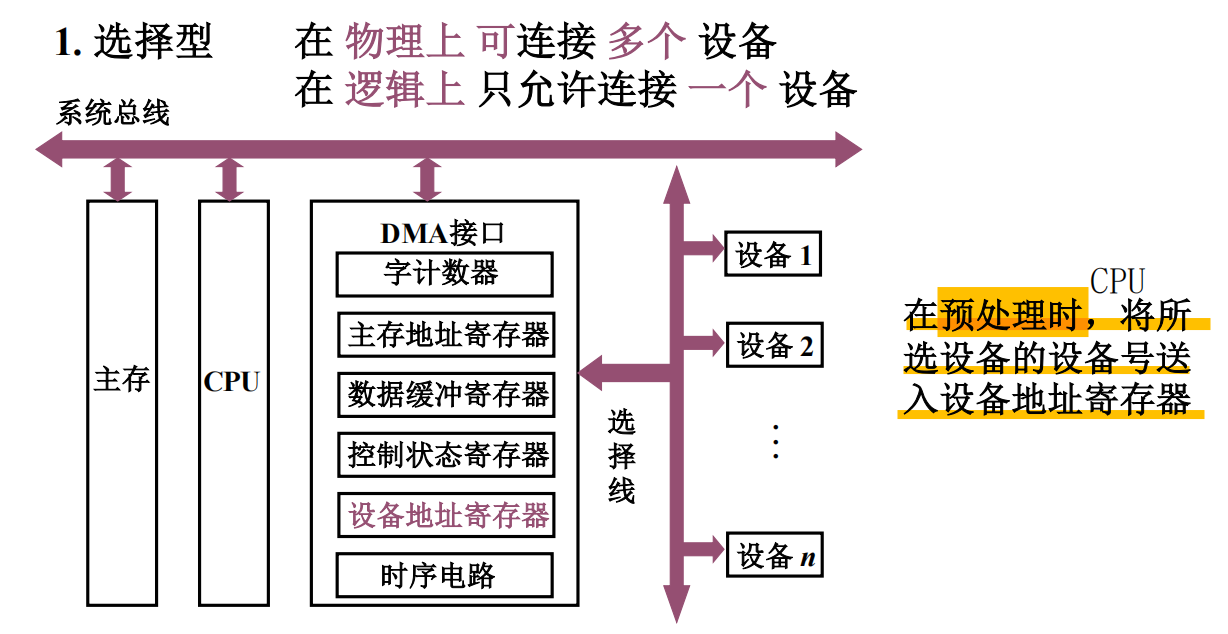 1. 选择型
在 物理上 可连接 多个 设备
在 逻辑上 只允许连接 一个 设备
系统总线
主存
CPU
DMA接口
字计数器
主存地址寄存器
数据缓冲寄存器
控制状态寄存器
设备地址寄存器
时序电路
选择线
设备 1
设备 2
⋮
设备 n
CPU
在预处理时，将所
选设备的设备号送
入设备地址寄存器